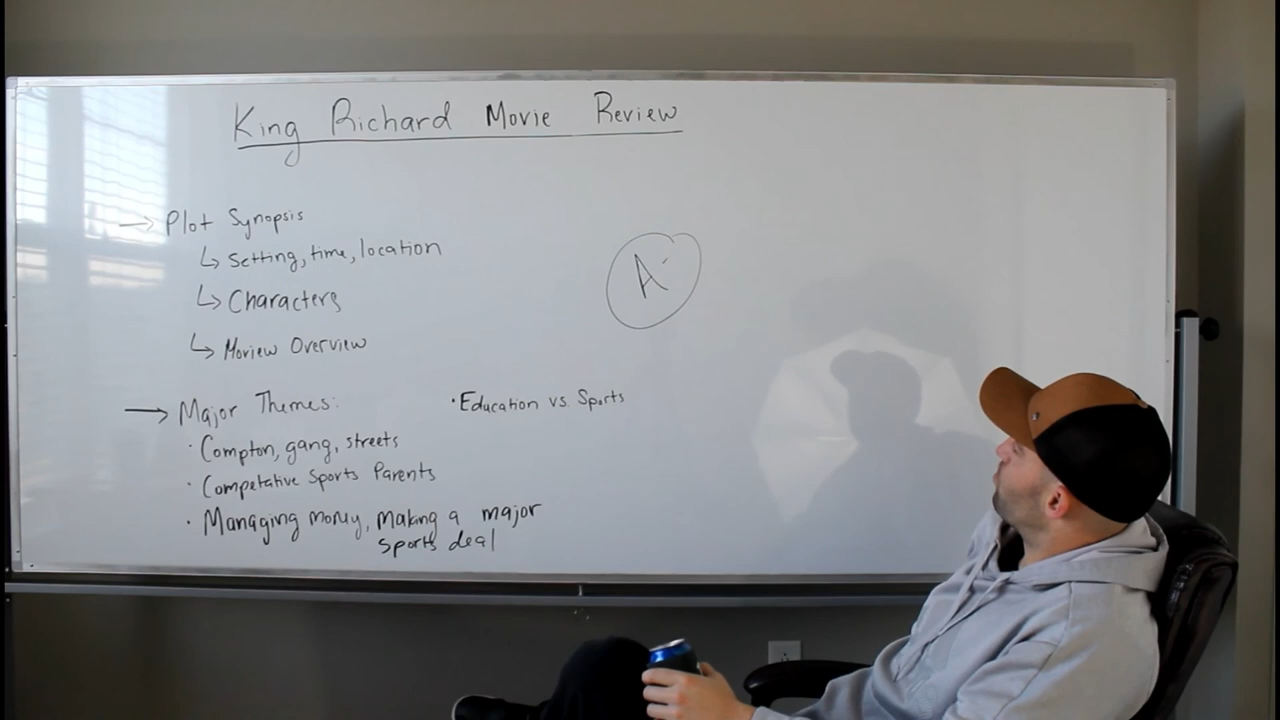 King Richard Movie Review
→ Plot Synopsis
↳ Setting, time, location
↳ Characters
↳ Moview Overview
A-
→ Major Themes:
· Compton, gang, streets
· Competative Sports Parents
· Managing money, making a major
sports deal
· Education vs. Sports